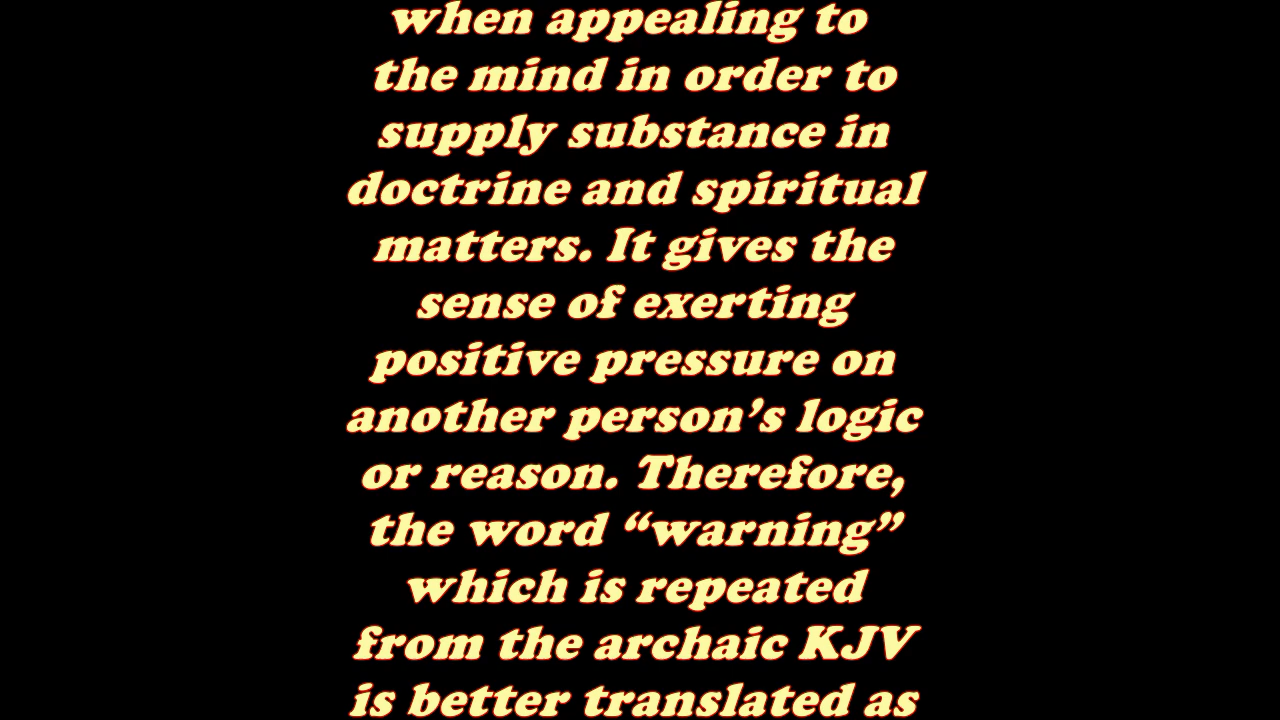 when appealing to
the mind in order to
supply substance in
doctrine and spiritual
matters. It gives the
sense of exerting
positive pressure on
another person’s logic
or reason. Therefore,
the word “warning”
which is repeated
from the archaic KJV
is better translated as